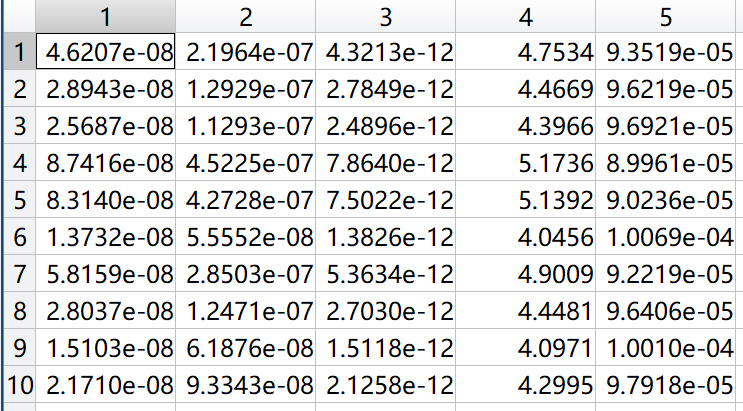 1 2 3 4 5
1 4.6207e-08 2.1964e-07 4.3213e-12 4.7534 9.3519e-05
2 2.8943e-08 1.2929e-07 2.7849e-12 4.4669 9.6219e-05
3 2.5687e-08 1.1293e-07 2.4896e-12 4.3966 9.6921e-05
4 8.7416e-08 4.5225e-07 7.8640e-12 5.1736 8.9961e-05
5 8.3140e-08 4.2728e-07 7.5022e-12 5.1392 9.0236e-05
6 1.3732e-08 5.5552e-08 1.3826e-12 4.0456 1.0069e-04
7 5.8159e-08 2.8503e-07 5.3634e-12 4.9009 9.2219e-05
8 2.8037e-08 1.2471e-07 2.7030e-12 4.4481 9.6406e-05
9 1.5103e-08 6.1876e-08 1.5118e-12 4.0971 1.0010e-04
10 2.1710e-08 9.3343e-08 2.1258e-12 4.2995 9.7918e-05